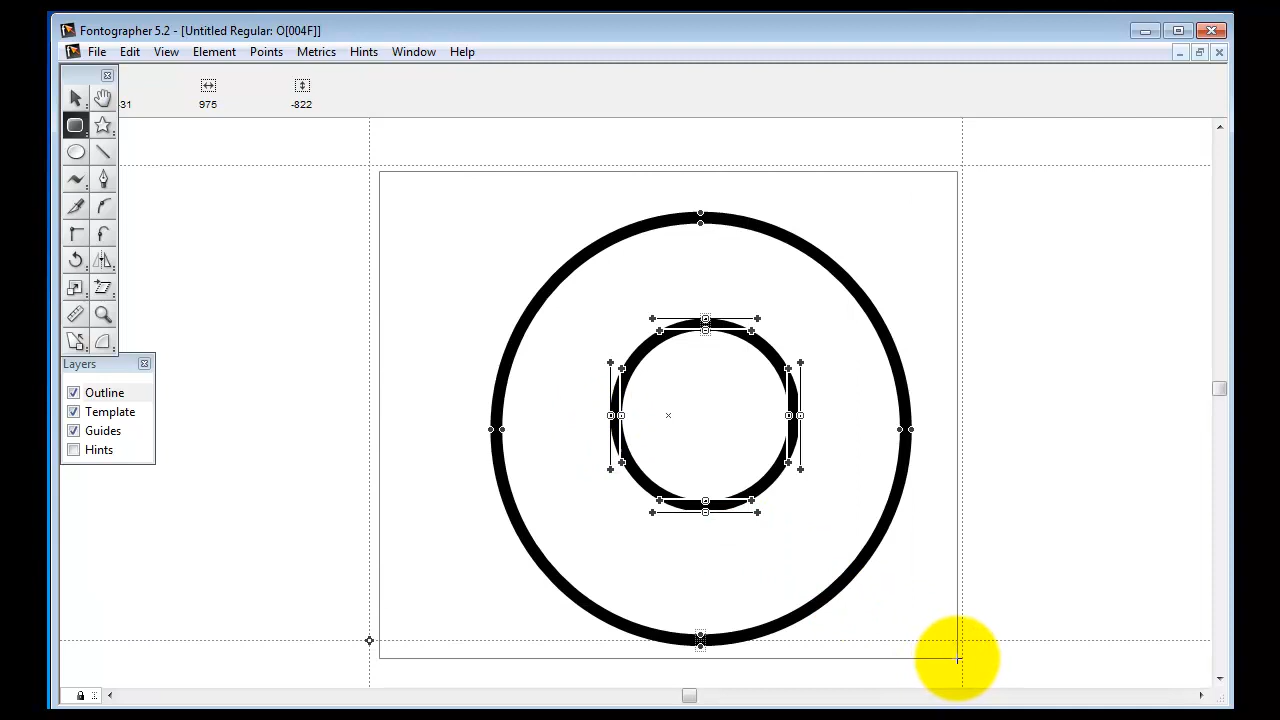 Fontographer 5.2 - [Untitled Regular: O[004F]]
File Edit View Element Points Metrics Hints Window Help
-31 975 -822
Layers
Outline
Template
Guides
Hints